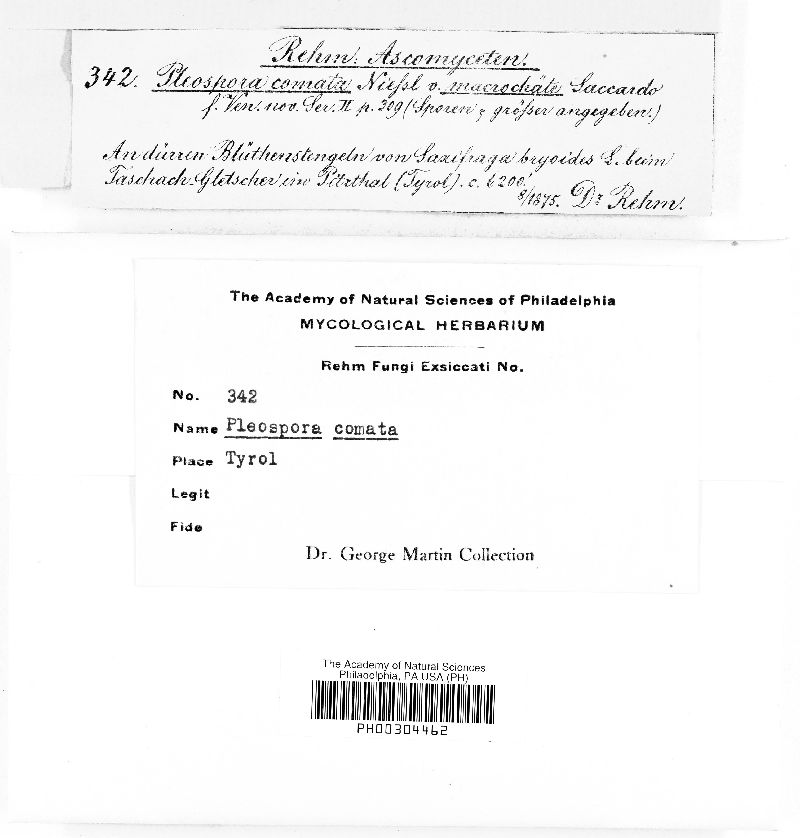 Rehm. Ascomyceten.
342. Pleospora comata Niessl v. macrochäte Saccardo
f. Ven. nov. Ser. II p. 309 (Sporen größer angegeben.)
An dürren Blüthenstengeln von Saxifraga bryoides L. beim
Taschach-Gletscher im Pitzthal (Tyrol). c. 6200'
8/1875. Dr Rehm.
The Academy of Natural Sciences of Philadelphia
MYCOLOGICAL HERBARIUM
Rehm Fungi Exsiccati No.
No. 342
Name Pleospora comata
Place Tyrol
Legit
Fide
Dr. George Martin Collection
The Academy of Natural Sciences
Philadelphia, PA USA (PH)
PH00304462